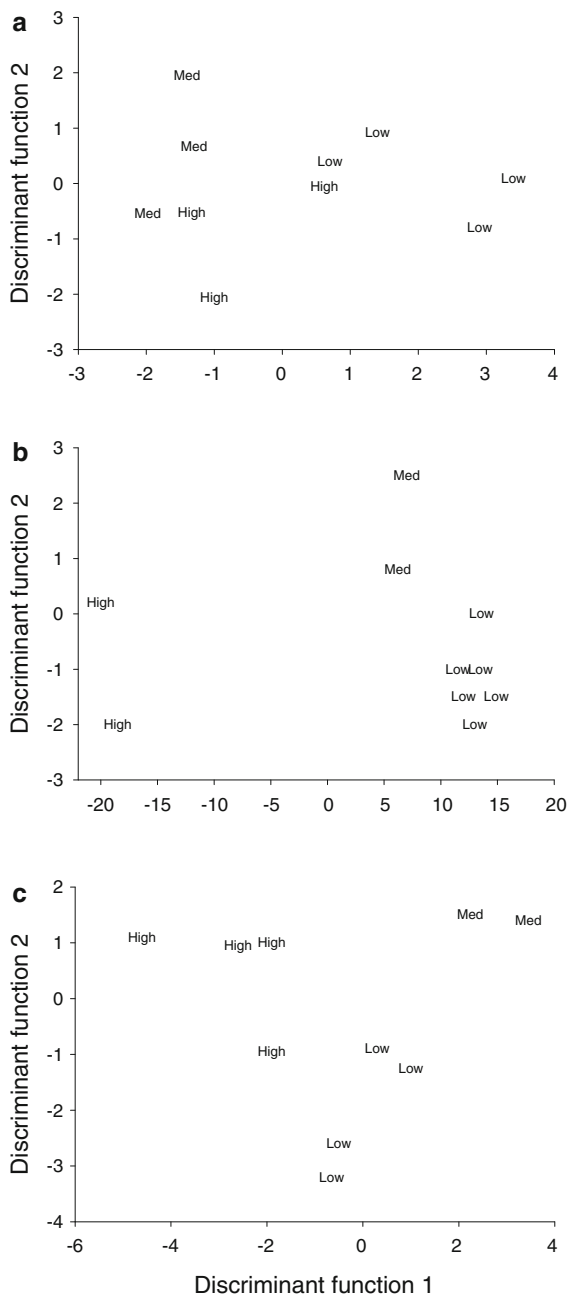 a
Discriminant function 2
3
Med
2
1
Low
Med
Low
0
High
Low
Med
High
-1
Low
-2
High
-3
-3 -2 -1 0 1 2 3 4
b
Discriminant function 2
3
Med
2
1
Med
High
0
Low
-1
Low Low
Low Low
-2
High
Low
-3
-20 -15 -10 -5 0 5 10 15 20
c
Discriminant function 2
2
Med
Med
High
1
High High
0
-1
High
Low
Low
-2
Low
-3
Low
-4
-6 -4 -2 0 2 4
Discriminant function 1